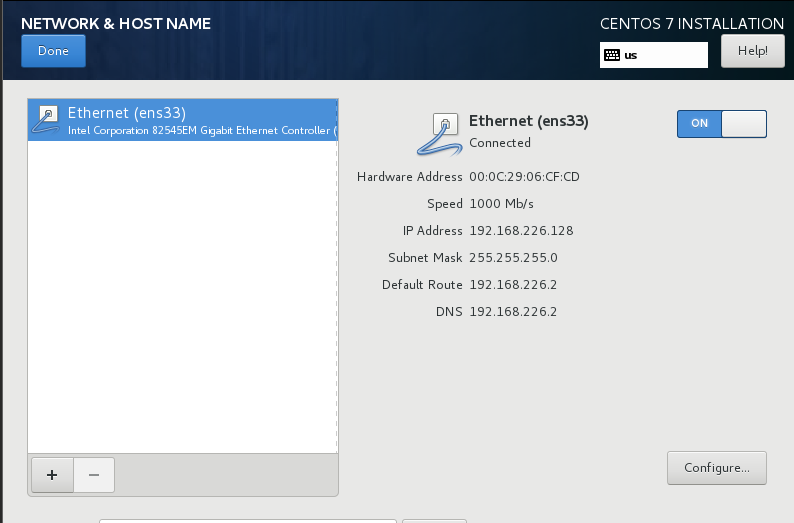 NETWORK & HOST NAME
CENTOS 7 INSTALLATION
Done
us
Help!
Ethernet (ens33)
Intel Corporation 82545EM Gigabit Ethernet Controller (
Ethernet (ens33)
Connected
ON
Hardware Address 00:0C:29:06:CF:CD
Speed 1000 Mb/s
IP Address 192.168.226.128
Subnet Mask 255.255.255.0
Default Route 192.168.226.2
DNS 192.168.226.2
+ −
Configure...